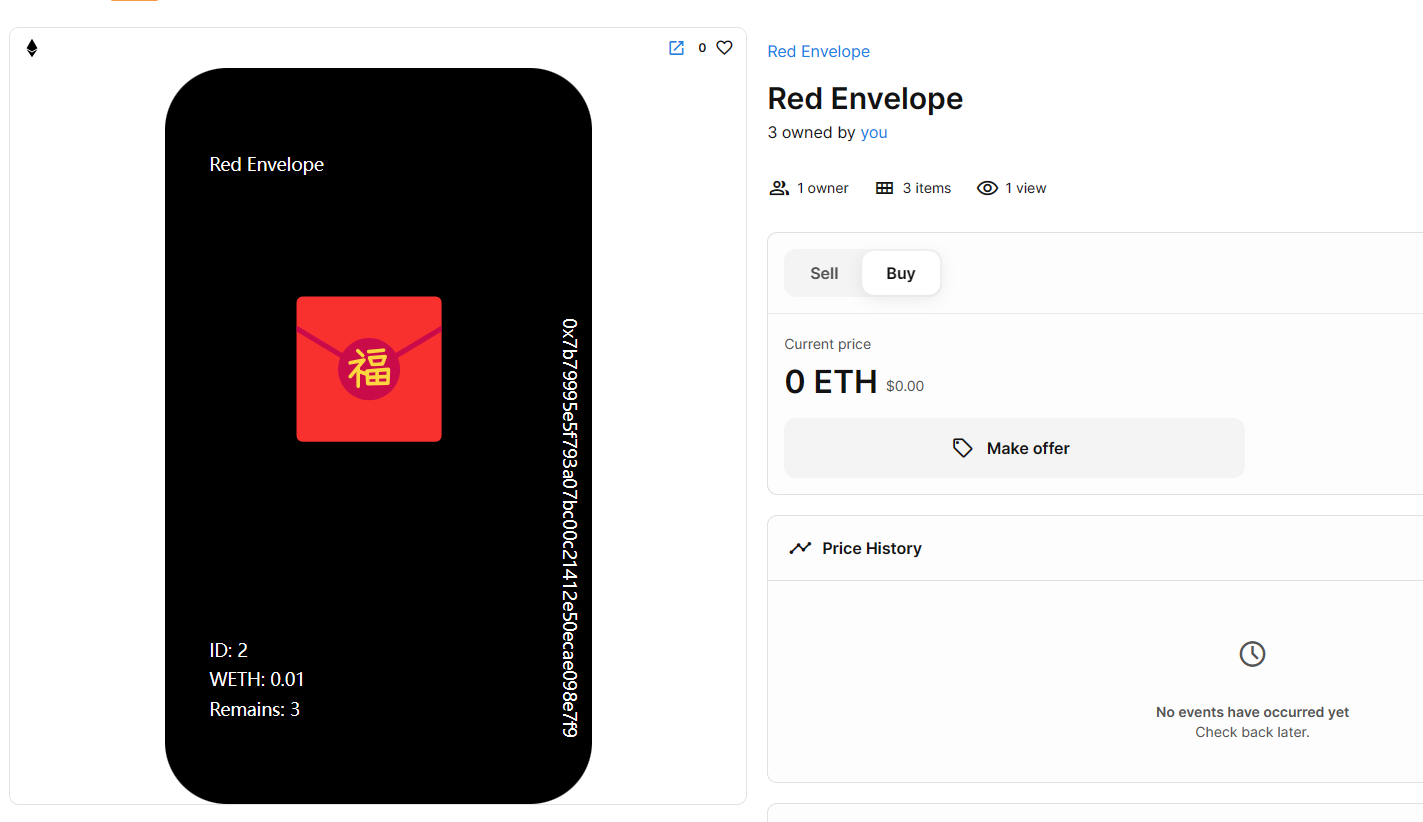 0
Red Envelope
福
0x7b79995e5f793a07bc00c21412e50ecae098e7f9
ID: 2
WETH: 0.01
Remains: 3
Red Envelope
Red Envelope
3 owned by you
1 owner 3 items 1 view
Sell Buy
Current price
0 ETH $0.00
Make offer
Price History
No events have occurred yet
Check back later.